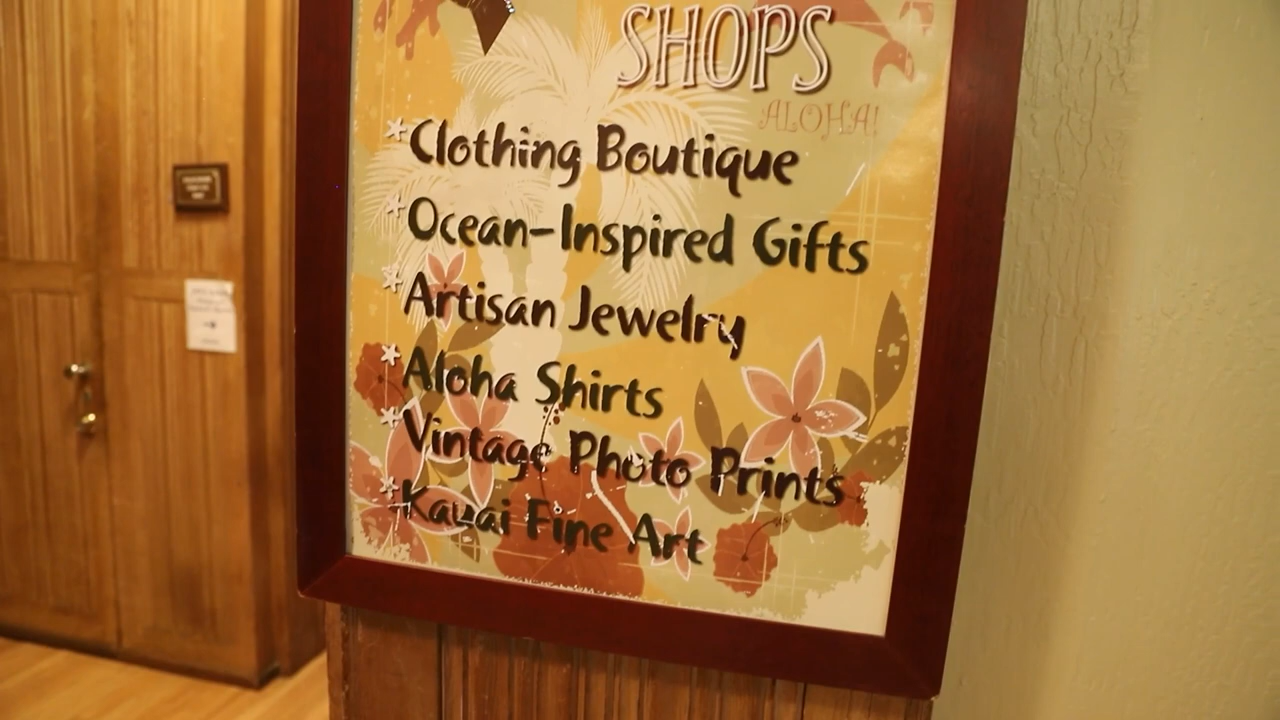 SHOPS
ALOHA!
Clothing Boutique
Ocean-Inspired Gifts
Artisan Jewelry
Aloha Shirts
Vintage Photo Prints
Kauai Fine Art